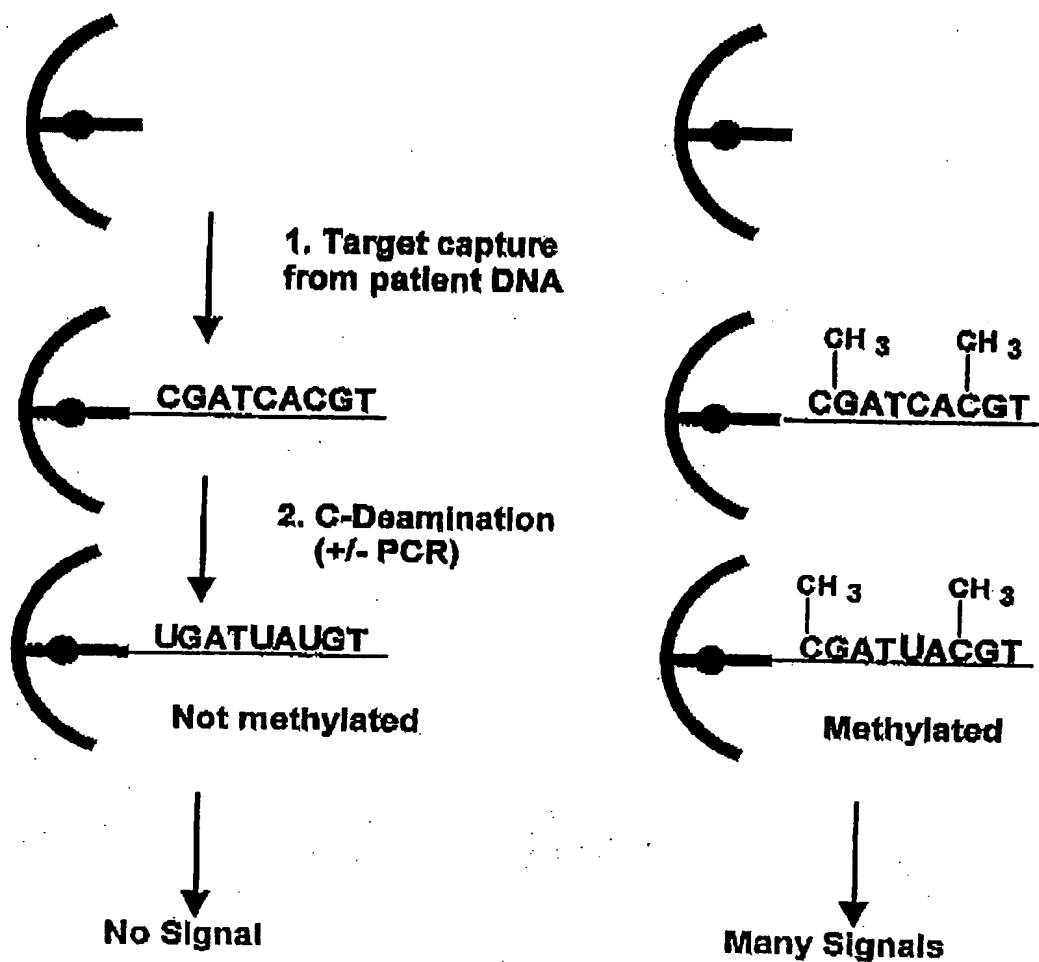 1. Target capture
from patient DNA
CGATCACGT
CH 3 CH 3
CGATCACGT
2. C-Deamination
(+/- PCR)
UGATUAUGT
CH 3 CH 3
CGATUACGT
Not methylated
Methylated
No Signal
Many Signals